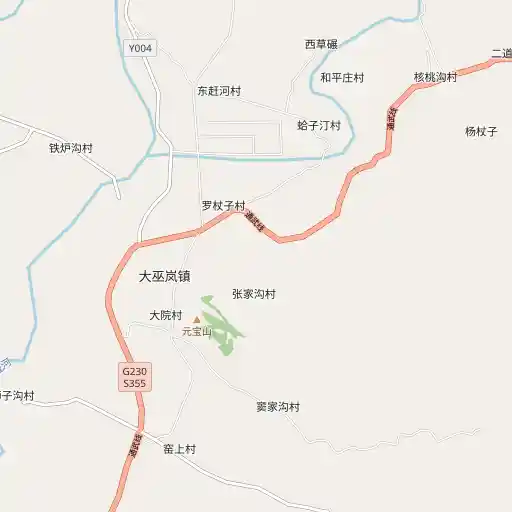 西草碾
Y004
二道
和平庄村
核桃沟村
东赶河村
通武线
蛤子汀村
杨杖子
铁炉沟村
罗杖子村
通武线
大巫岚镇
张家沟村
大院村
元宝山
G230
S355
子沟村
窦家沟村
通武线
窑上村